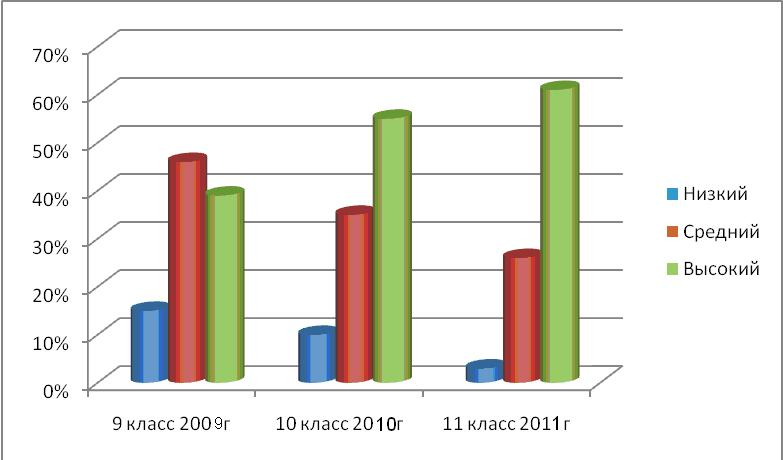 70%
60%
50%
40%
30%
20%
10%
0%
9 класс 2009г
10 класс 2010г
11 класс 2011г
Низкий
Средний
Высокий